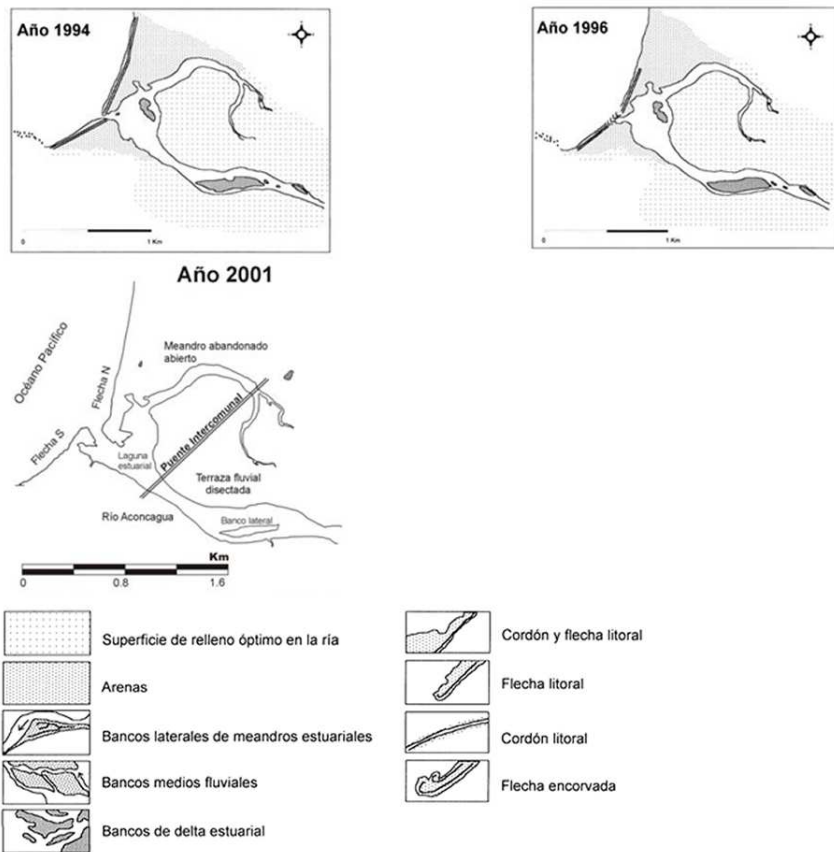 Año 1994
0
1 Km
Año 1996
0
1 Km
Año 2001
Océano Pacífico
Flecha N
Flecha S
Meandro abandonado
abierto
Puente Intercomunal
Laguna
estuarial
Terraza fluvial
disectada
Río Aconcagua
Banco lateral
Km
0
0.8
1.6
Superficie de relleno óptimo en la ría
Arenas
Bancos laterales de meandros estuariales
Bancos medios fluviales
Bancos de delta estuarial
Cordón y flecha litoral
Flecha litoral
Cordón litoral
Flecha encorvada